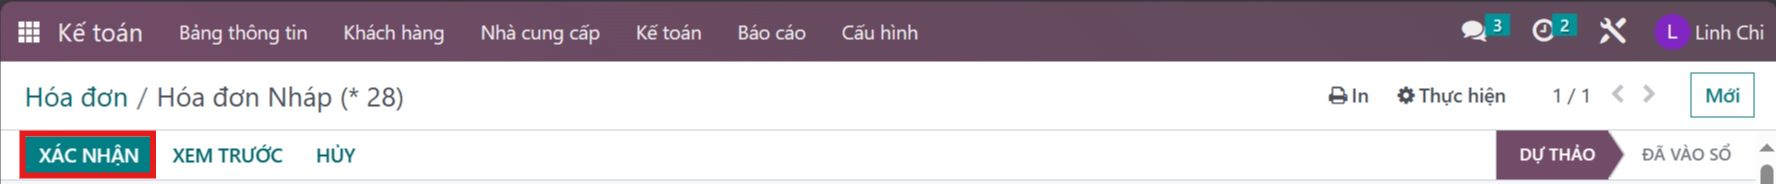 Kế toán Bảng thông tin Khách hàng Nhà cung cấp Kế toán Báo cáo Cấu hình 3 2 L Linh Chi
Hóa đơn / Hóa đơn Nháp (* 28) In Thực hiện 1 / 1 Mới
XÁC NHẬN XEM TRƯỚC HỦY DỰ THẢO ĐÃ VÀO SỔ